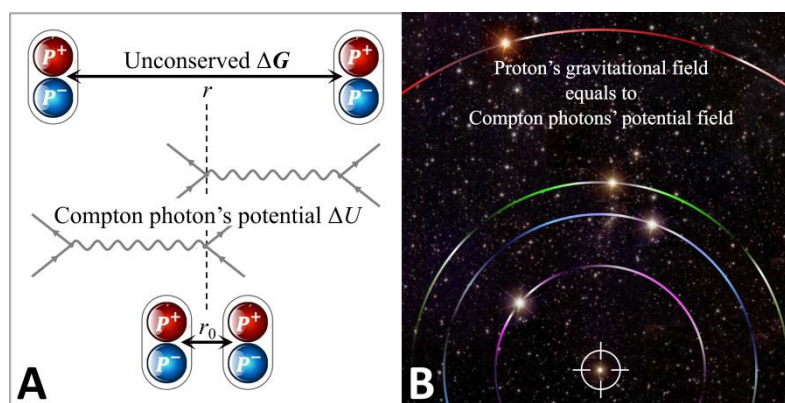 P⁺
P⁺
Unconserved ΔG
P⁻
P⁻
r
Compton photon's potential ΔU
P⁺
P⁺
r₀
P⁻
P⁻
A
Proton's gravitational field
equals to
Compton photons' potential field
B